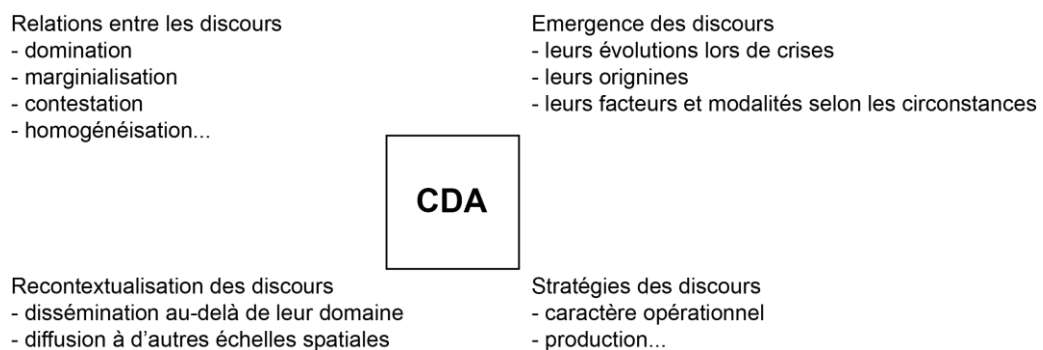 Relations entre les discours
- domination
- marginialisation
- contestation
- homogénéisation...
Emergence des discours
- leurs évolutions lors de crises
- leurs orignines
- leurs facteurs et modalités selon les circonstances
CDA
Recontextualisation des discours
- dissémination au-delà de leur domaine
- diffusion à d’autres échelles spatiales
Stratégies des discours
- caractère opérationnel
- production...